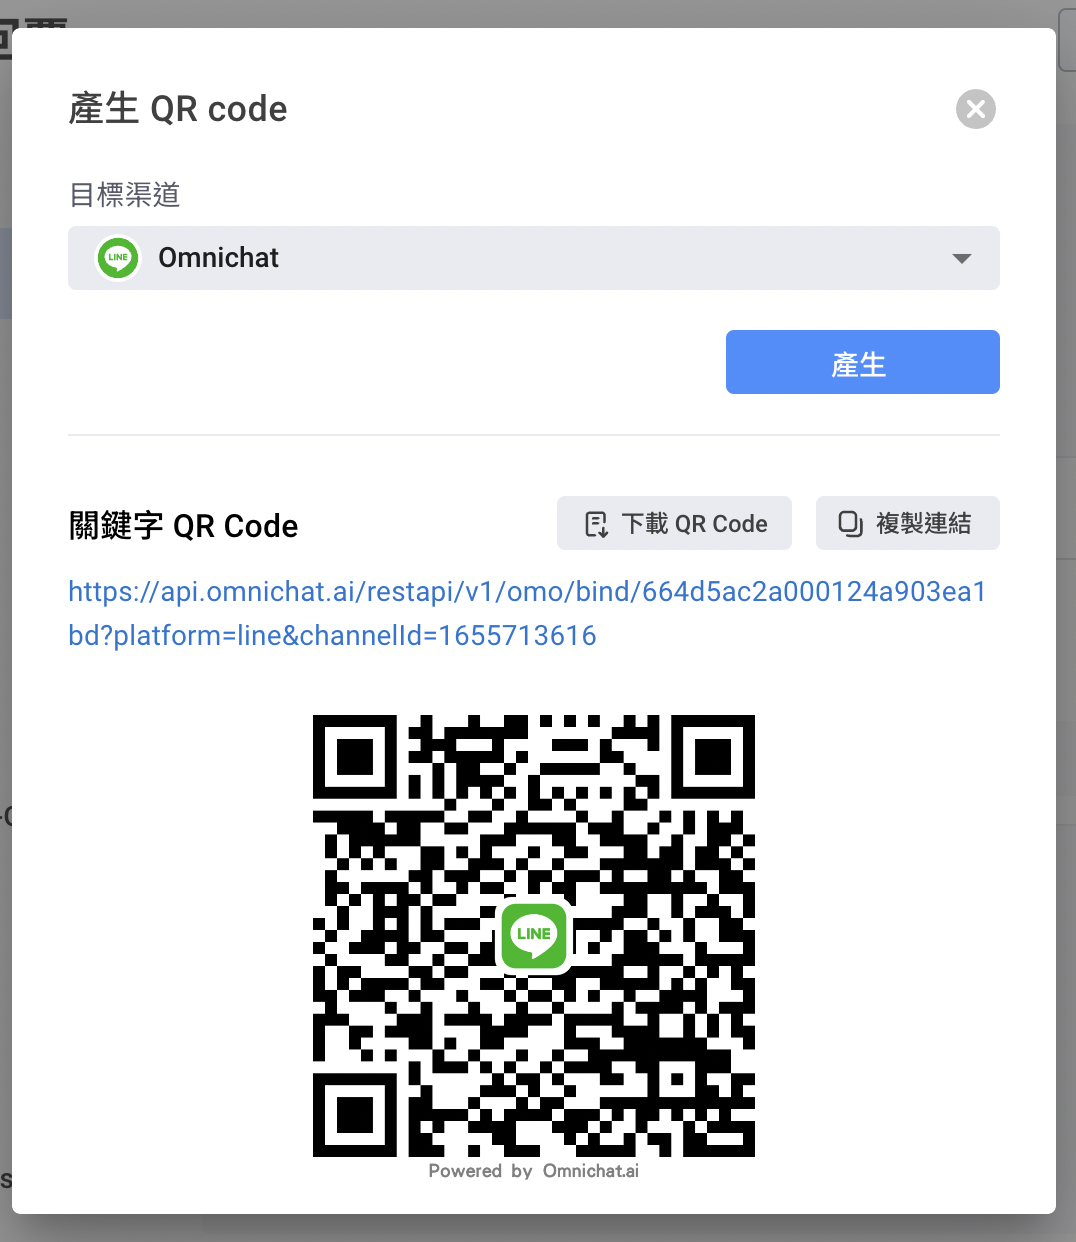 產生 QR code
目標渠道
LINE Omnichat
產生
關鍵字 QR Code
下載 QR Code
複製連結
https://api.omnichat.ai/restapi/v1/omo/bind/664d5ac2a000124a903ea1
bd?platform=line&channelId=1655713616
LINE
Powered by Omnichat.ai